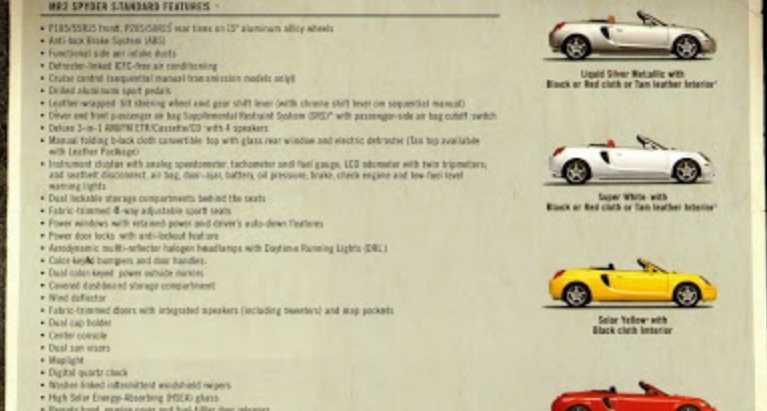 MR2 SPYDER STANDARD FEATURES
• P185/55R15 front, P205/50R15 rear tires on 15" aluminum alloy wheels
• Anti-lock Brake System (ABS)
• Functional side air intake ducts
• Defroster-linked (CFC-free air conditioning
• Cruise control (sequential manual transmission models only)
• Drilled aluminum sport pedals
• Leather-wrapped tilt steering wheel and gear shift lever (with chrome shift lever on sequential manual)
• Driver and front passenger air bag Supplemental Restraint System (SRS)* with passenger-side air bag cutoff switch
• Deluxe 3-in-1 AM/FM ETR/Cassette/CD with 4 speakers
• Manual folding black cloth convertible top with glass rear window and electric defroster (Tan top available
with Leather Package)
• Instrument cluster with analog speedometer, tachometer and fuel gauge, LCD odometer with twin tripmeters;
and seatbelt disconnect, air bag, door-ajar, battery, oil pressure, brake, check engine and low fuel level
warning lights
• Dual lockable storage compartments behind the seats
• Fabric-trimmed 4-way adjustable sport seats
• Power windows with retained-power and driver's auto-down features
• Power door locks with anti-lockout feature
• Aerodynamic multi-reflector halogen headlamps with Daytime Running Lights (DRL)
• Color-keyed bumpers and door handles
• Dual color-keyed power outside mirrors
• Covered dashboard storage compartment
• Wind deflector
• Fabric-trimmed doors with integrated speakers (including tweeters) and map pockets
• Dual cup holder
• Center console
• Dual sun visors
• Maplight
• Digital quartz clock
• Washer-linked intermittent windshield wipers
• High Solar Energy-Absorbing (HSEA) glass
• Remote hood, engine cover and fuel-filler door releases
Liquid Silver Metallic with
Black or Red cloth or Tan leather Interior*
Super White with
Black or Red cloth or Tan leather Interior*
Solar Yellow with
Black cloth Interior